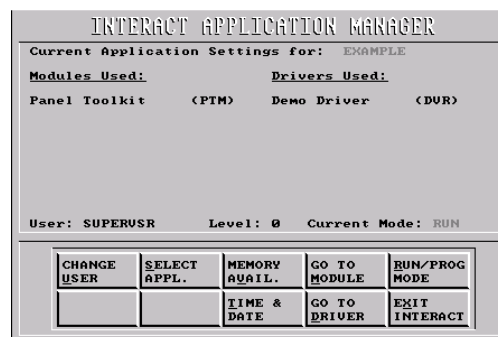 INTERACT APPLICATION MANAGER
Current Application Settings for: EXAMPLE
Modules Used: Drivers Used:
Panel Toolkit (PTM) Demo Driver (DVR)
User: SUPERVSR Level: 0 Current Mode: RUN
CHANGE USER
SELECT APPL.
MEMORY AVAIL.
GO TO MODULE
RUN/PROG MODE
TIME & DATE
GO TO DRIVER
EXIT INTERACT